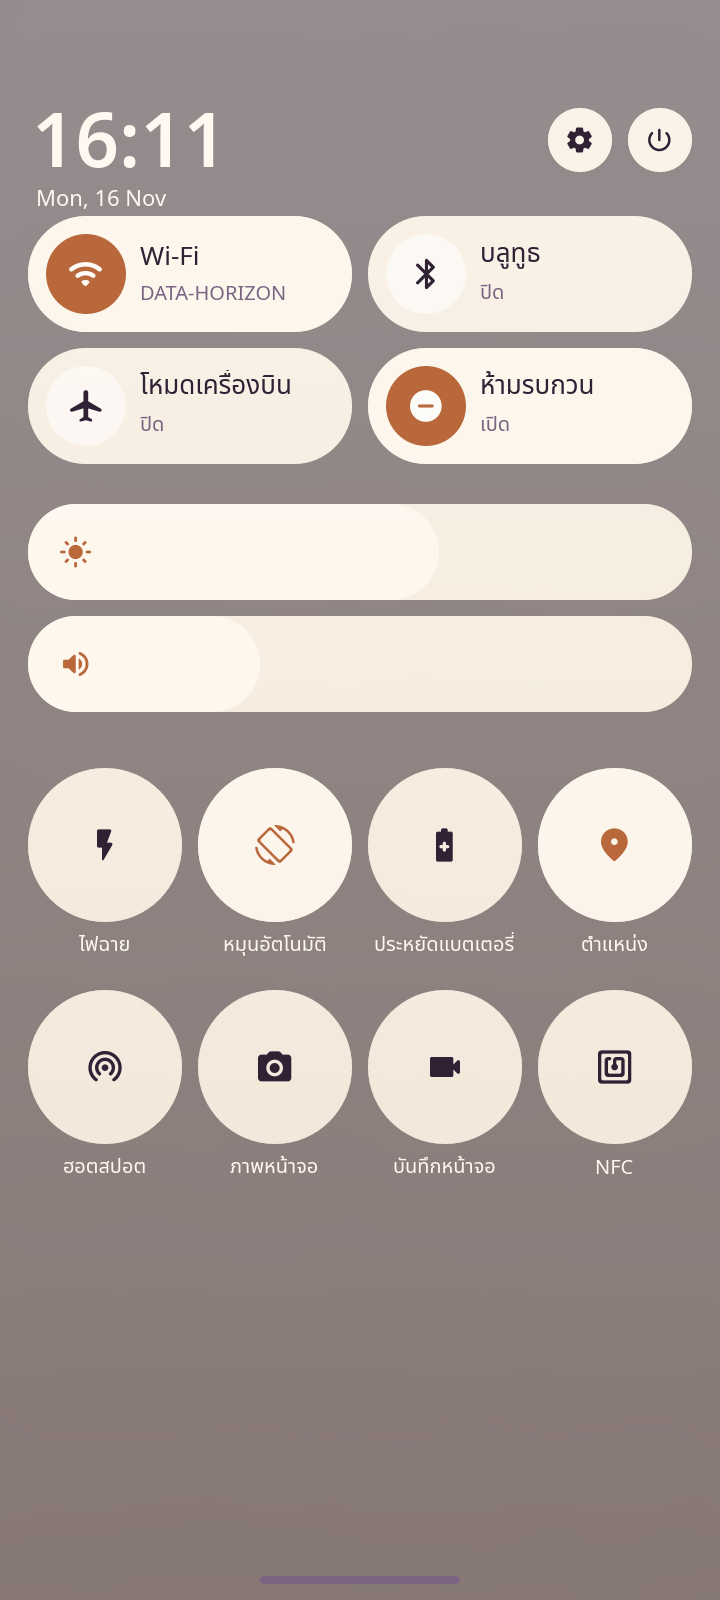 16:11
Mon, 16 Nov
Wi-Fi
DATA-HORIZON
บลูทูธ
ปิด
โหมดเครื่องบิน
ปิด
ห้ามรบกวน
เปิด
ไฟฉาย
หมุนอัตโนมัติ
ประหยัดแบตเตอรี่
ตำแหน่ง
ฮอตสปอต
ภาพหน้าจอ
บันทึกหน้าจอ
NFC